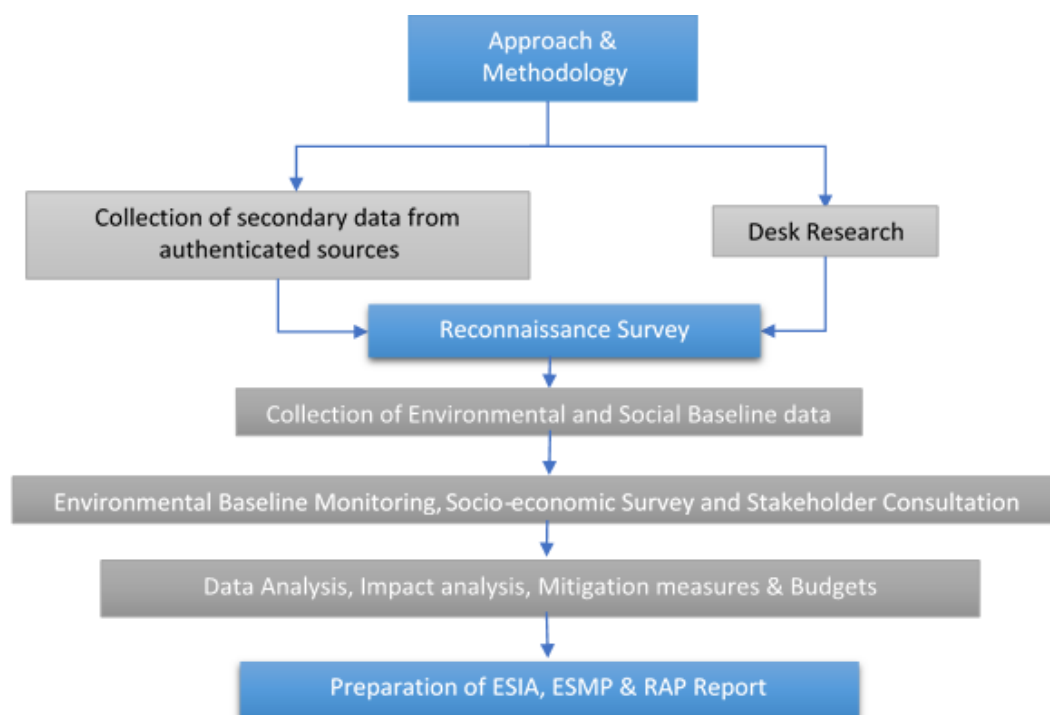 Approach &
Methodology
Collection of secondary data from
authenticated sources
Desk Research
Reconnaissance Survey
Collection of Environmental and Social Baseline data
Environmental Baseline Monitoring, Socio-economic Survey and Stakeholder Consultation
Data Analysis, Impact analysis, Mitigation measures & Budgets
Preparation of ESIA, ESMP & RAP Report